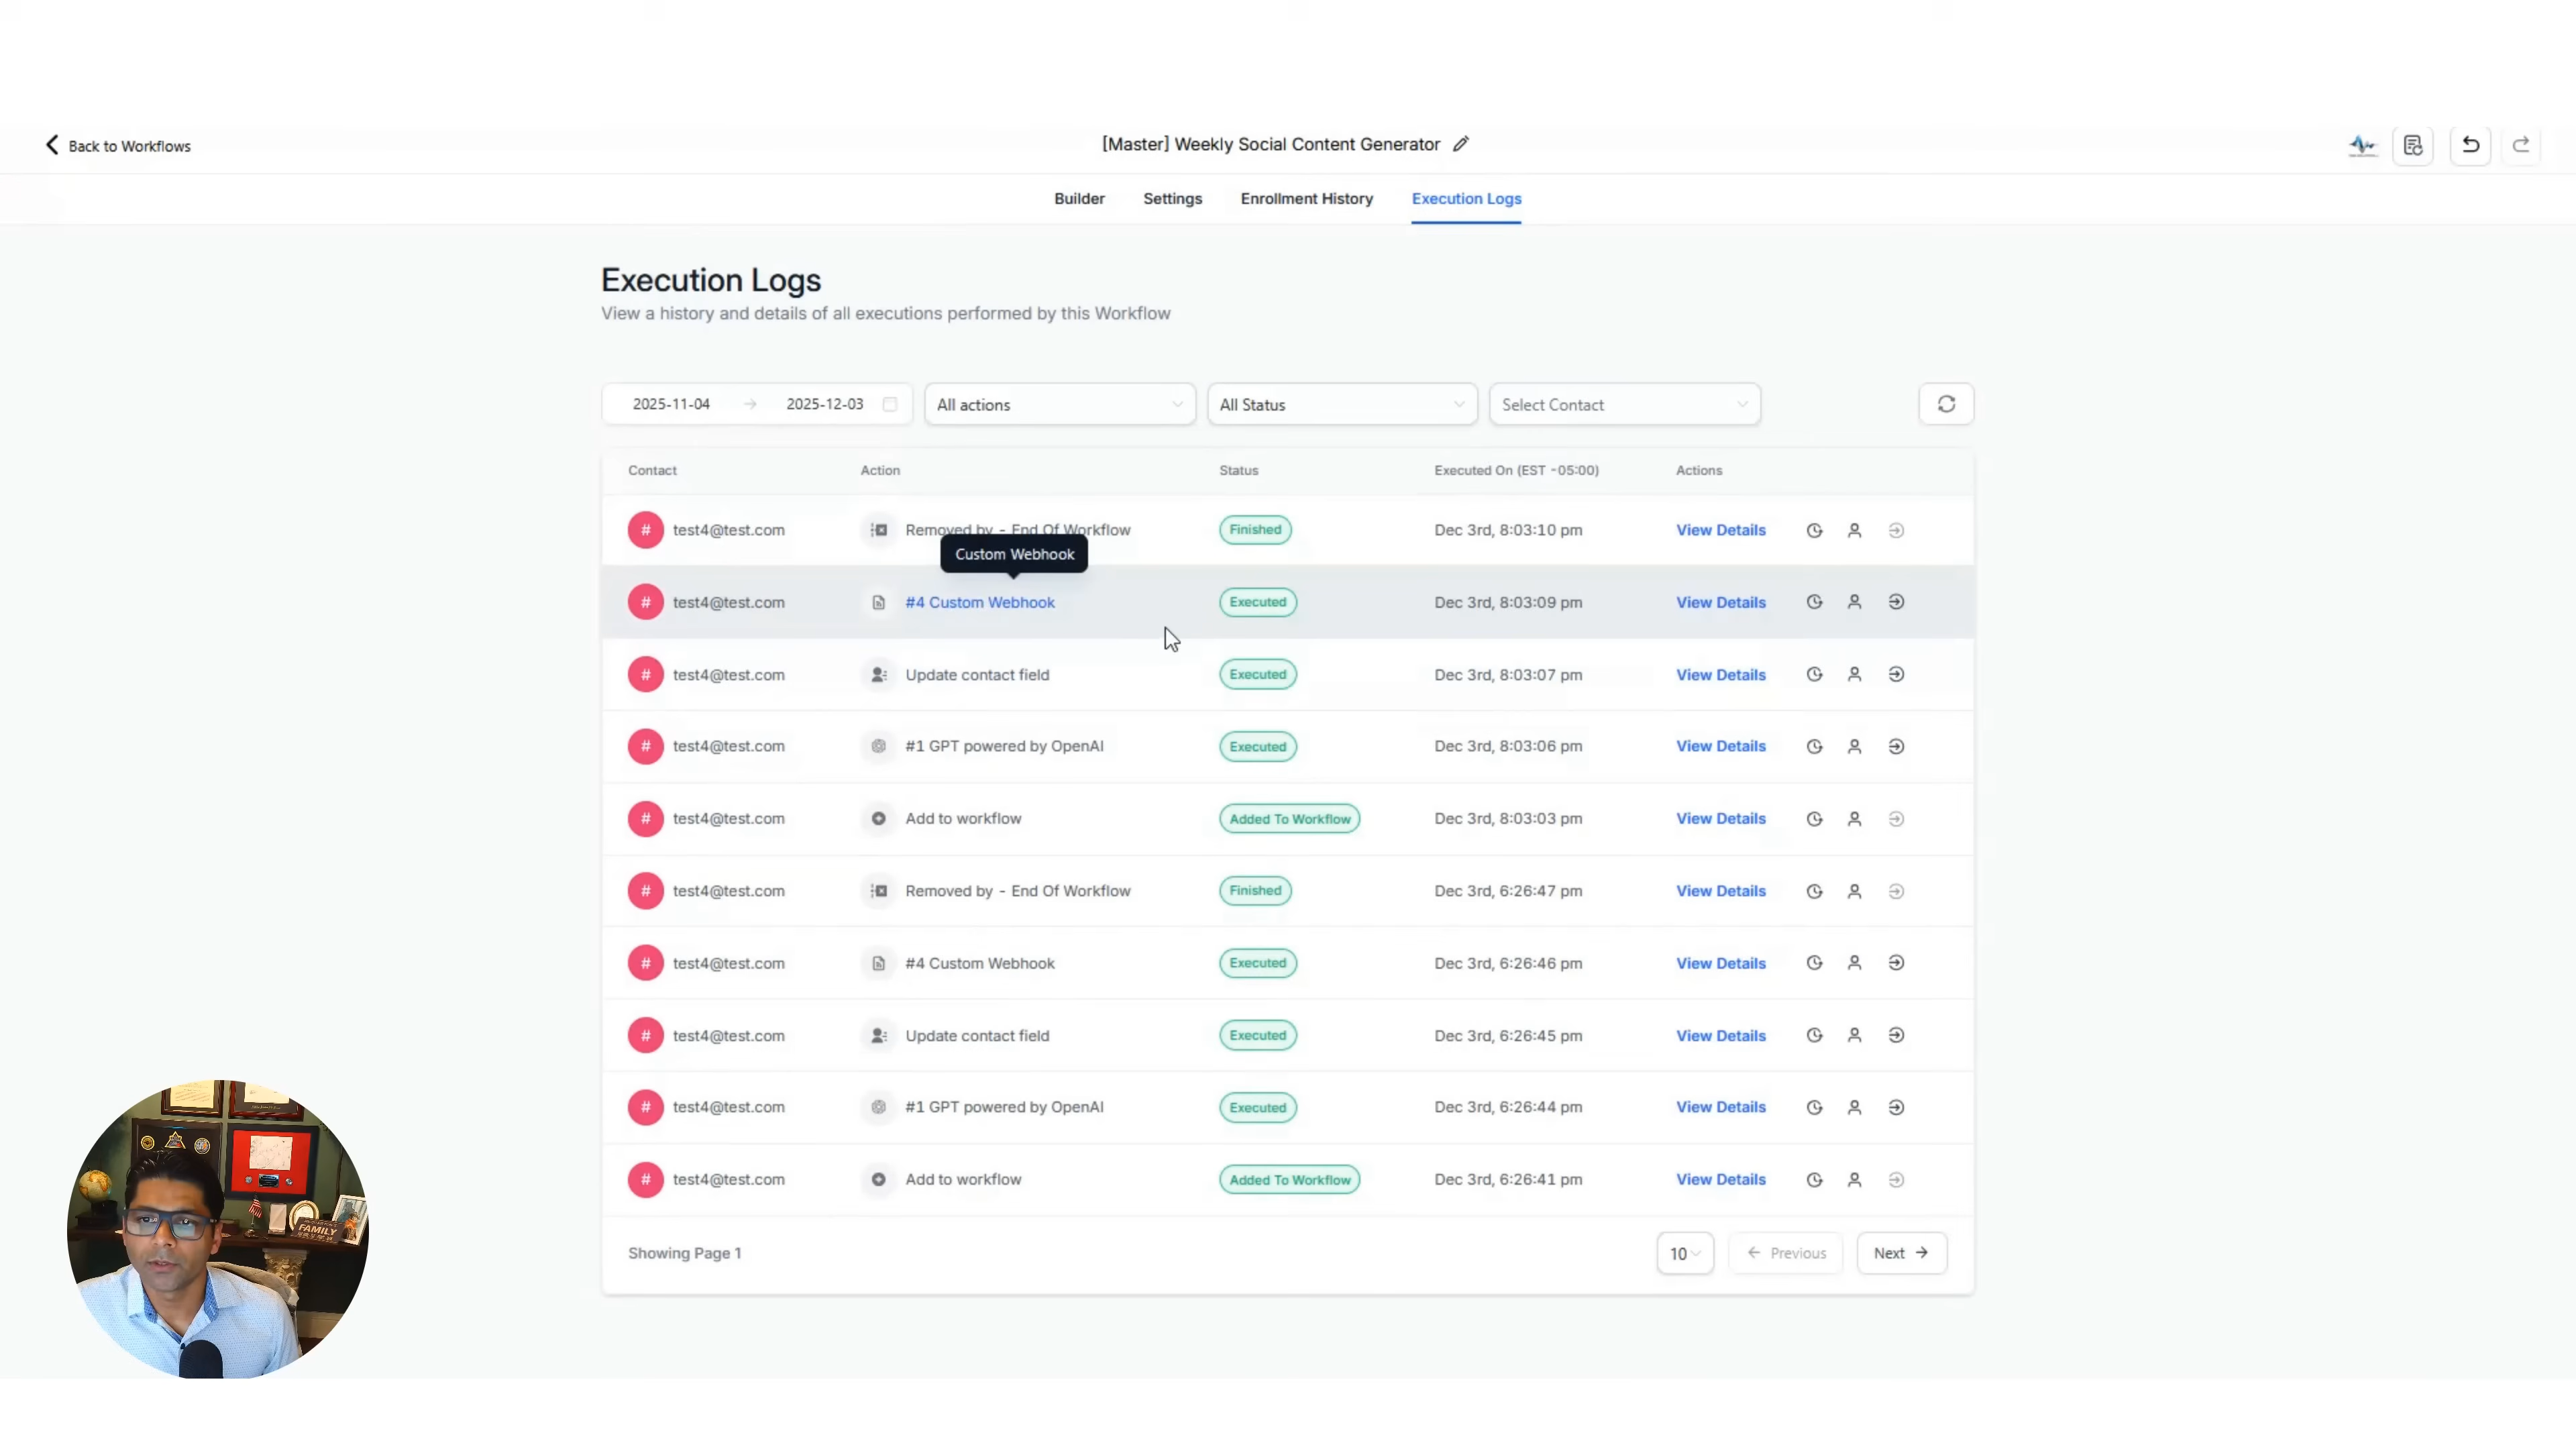 Back to Workflows
[Master] Weekly Social Content Generator
Builder Settings Enrollment History Execution Logs
Execution Logs
View a history and details of all executions performed by this Workflow
2025-11-04 → 2025-12-03 All actions All Status Select Contact
Contact Action Status Executed On (EST -05:00) Actions
# test4@test.com Removed by - End Of Workflow Finished Dec 3rd, 8:03:10 pm View Details
Custom Webhook
# test4@test.com #4 Custom Webhook Executed Dec 3rd, 8:03:09 pm View Details
# test4@test.com Update contact field Executed Dec 3rd, 8:03:07 pm View Details
# test4@test.com #1 GPT powered by OpenAI Executed Dec 3rd, 8:03:06 pm View Details
# test4@test.com Add to workflow Added To Workflow Dec 3rd, 8:03:03 pm View Details
# test4@test.com Removed by - End Of Workflow Finished Dec 3rd, 6:26:47 pm View Details
# test4@test.com #4 Custom Webhook Executed Dec 3rd, 6:26:46 pm View Details
# test4@test.com Update contact field Executed Dec 3rd, 6:26:45 pm View Details
# test4@test.com #1 GPT powered by OpenAI Executed Dec 3rd, 6:26:44 pm View Details
# test4@test.com Add to workflow Added To Workflow Dec 3rd, 6:26:41 pm View Details
Showing Page 1 10 ← Previous Next →
FAMILY